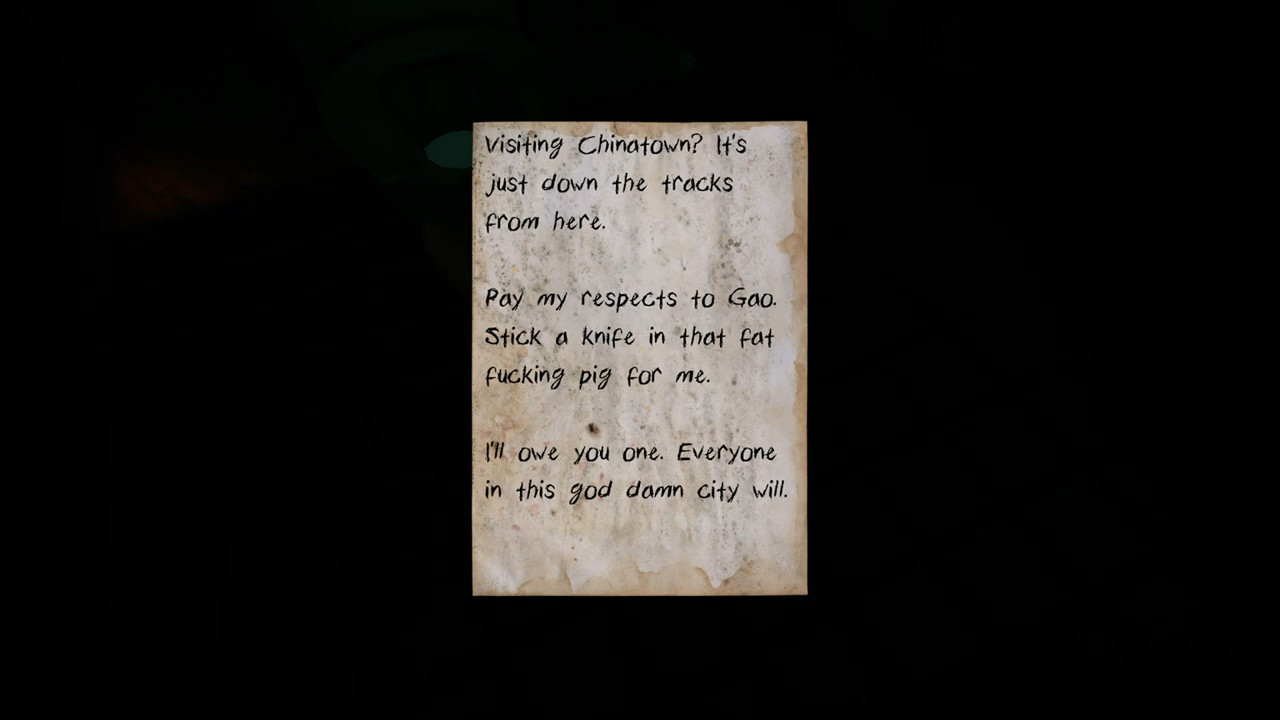 Visiting Chinatown? It's
just down the tracks
from here.
Pay my respects to Gao.
Stick a knife in that fat
fucking pig for me.
I'll owe you one. Everyone
in this god damn city will.